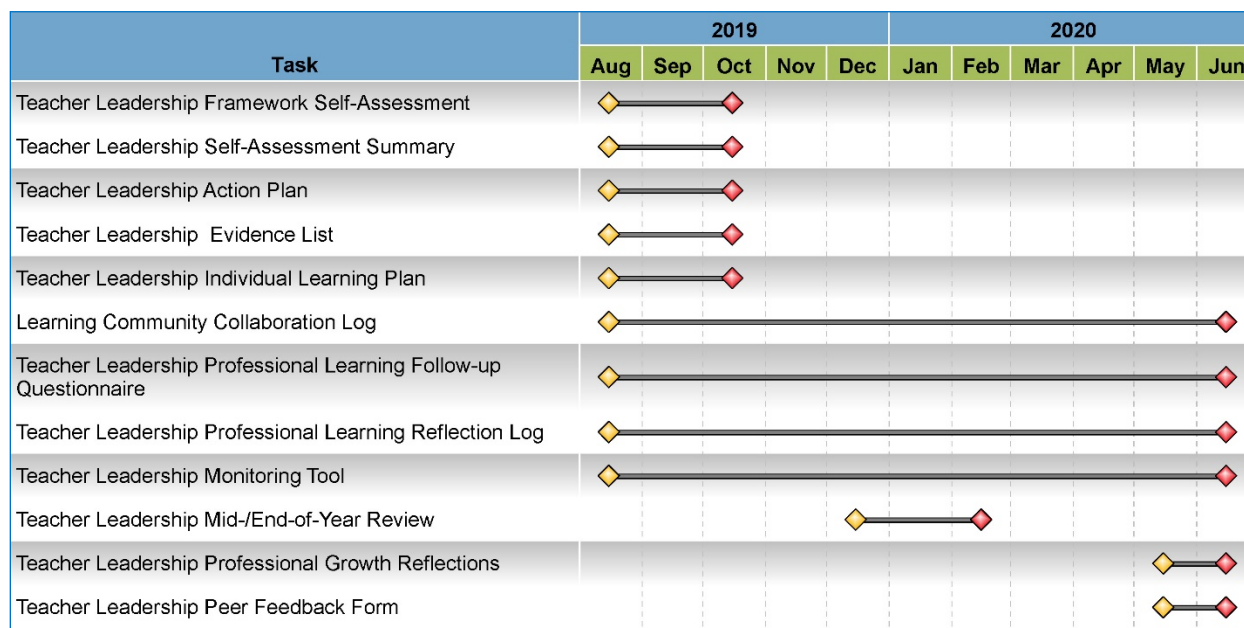 Task
2019 2020
Aug Sep Oct Nov Dec Jan Feb Mar Apr May Jun
Teacher Leadership Framework Self-Assessment
Teacher Leadership Self-Assessment Summary
Teacher Leadership Action Plan
Teacher Leadership Evidence List
Teacher Leadership Individual Learning Plan
Learning Community Collaboration Log
Teacher Leadership Professional Learning Follow-up
Questionnaire
Teacher Leadership Professional Learning Reflection Log
Teacher Leadership Monitoring Tool
Teacher Leadership Mid-/End-of-Year Review
Teacher Leadership Professional Growth Reflections
Teacher Leadership Peer Feedback Form